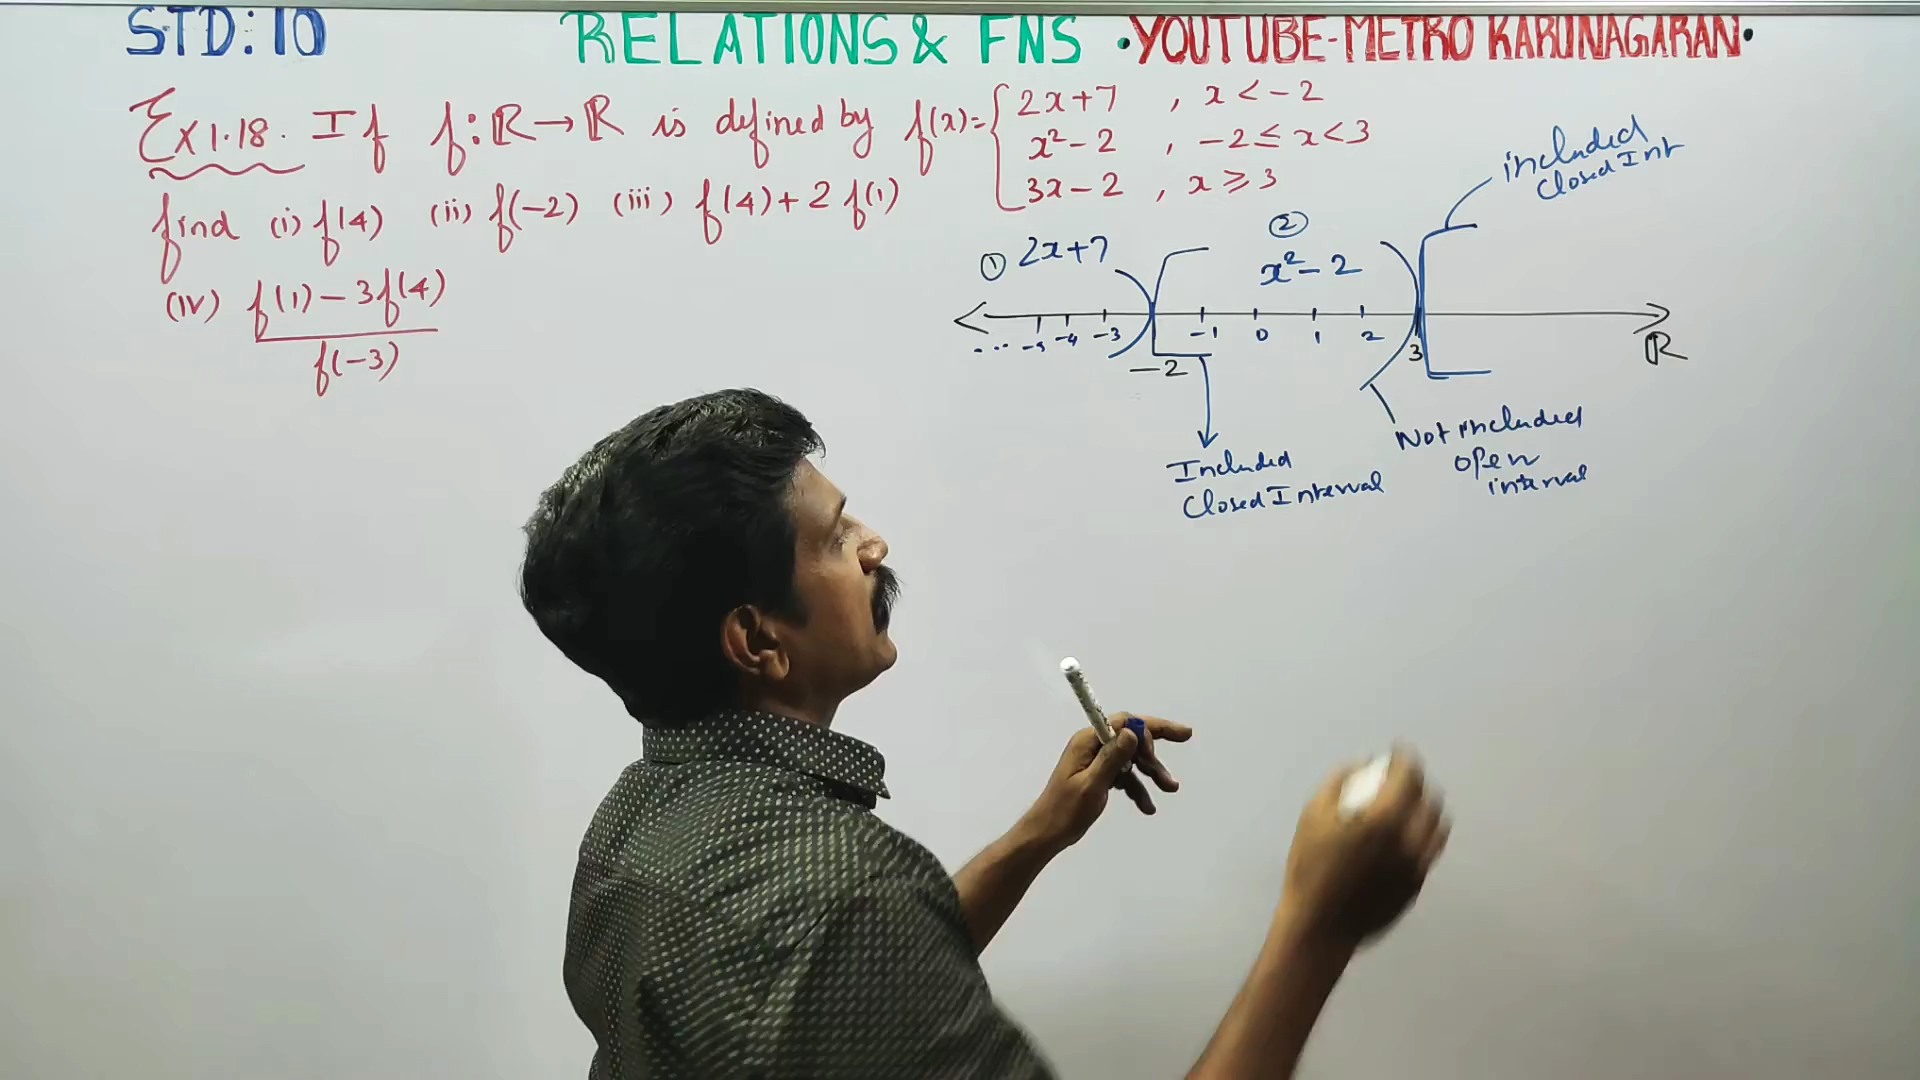 STD: 10 RELATIONS & FNS •YOUTUBE-METRO KARUNAGARAN•
Ex 1.18. If f: ℝ→ℝ is defined by f(x)= { 2x+7 , x < -2
x² - 2 , -2 ≤ x < 3
3x - 2 , x ≥ 3
find (i) f(4) (ii) f(-2) (iii) f(4) + 2 f(1)
(iv) f(1) - 3f(4)
f(-3)
included
Closed Int
① 2x+7
②
x² - 2
... -5 -4 -3 -2 -1 0 1 2 3 ℝ
Included
Closed Interval
Not included
open
interval